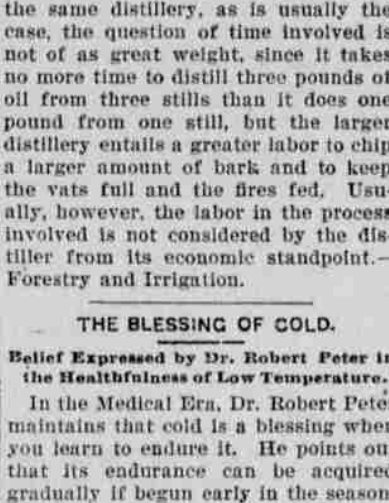 the same distillery, as is usually the
case, the question of time involved is
not of as great weight, since it takes
no more time to distill three pounds of
oil from three stills than it does one
pound from one still, but the larger
distillery entails a greater labor to chip
a larger amount of bark and to keep
the vats full and the fires fed. Usu-
ally, however, the labor in the process
involved is not considered by the dis-
tiller from its economic standpoint.—
Forestry and Irrigation.
THE BLESSING OF COLD.
Belief Expressed by Dr. Robert Peter in
the Healthfulness of Low Temperature.
In the Medical Era, Dr. Robert Pete
maintains that cold is a blessing when
you learn to endure it. He points ou
that its endurance can be acquired
gradually if begun early in the season